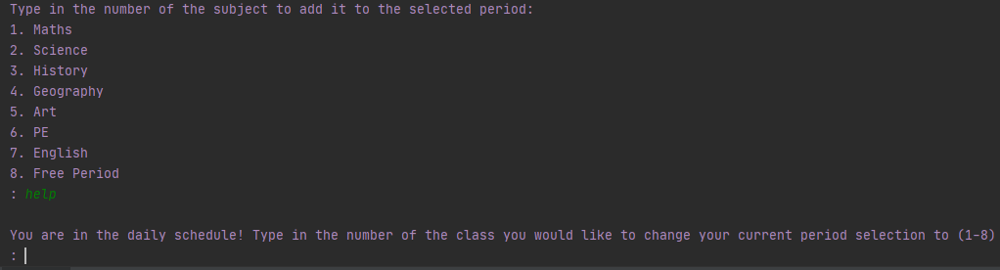 Type in the number of the subject to add it to the selected period:
1. Maths
2. Science
3. History
4. Geography
5. Art
6. PE
7. English
8. Free Period
: help
You are in the daily schedule! Type in the number of the class you would like to change your current period selection to (1-8)
: